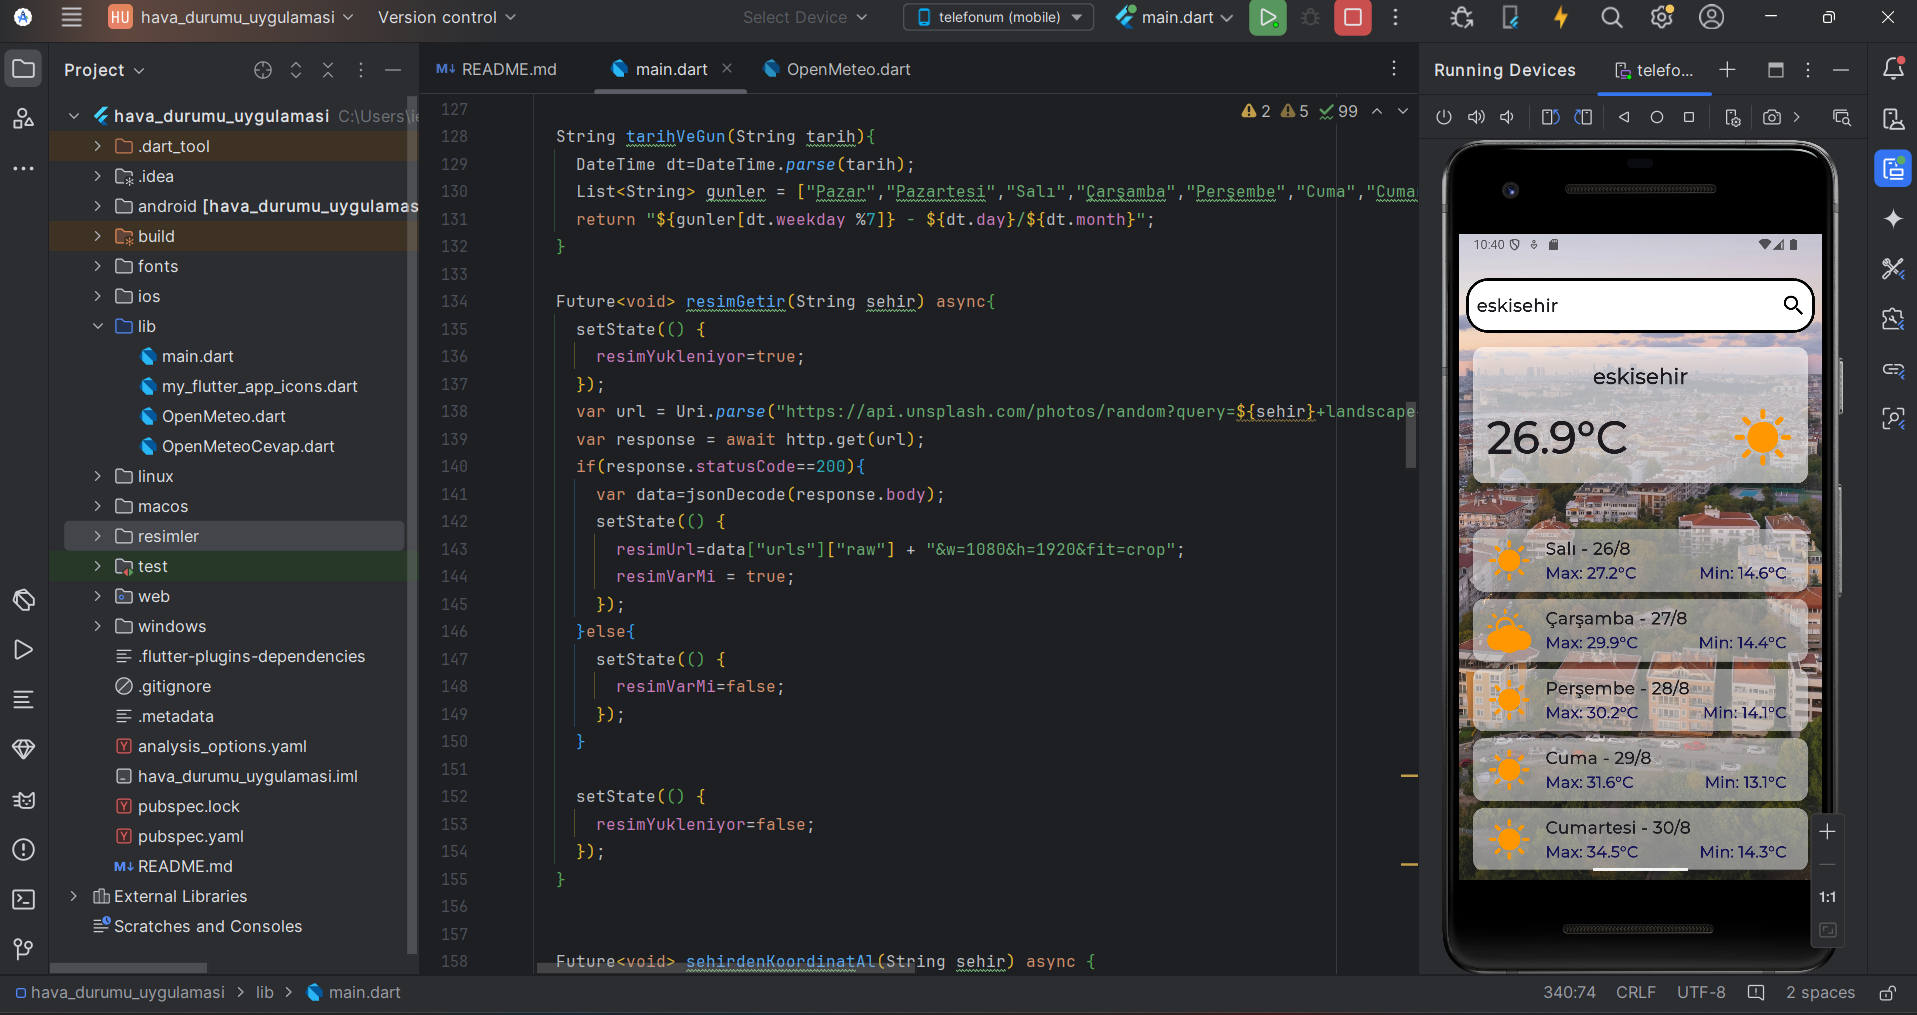 HU hava_durumu_uygulamasi Version control Select Device telefonum (mobile) main.dart
Project
hava_durumu_uygulamasi C:\Users\
.dart_tool
.idea
android [hava_durumu_uygulamas
build
fonts
ios
lib
main.dart
my_flutter_app_icons.dart
OpenMeteo.dart
OpenMeteoCevap.dart
linux
macos
resimler
test
web
windows
.flutter-plugins-dependencies
.gitignore
.metadata
analysis_options.yaml
hava_durumu_uygulamasi.iml
pubspec.lock
pubspec.yaml
README.md
External Libraries
Scratches and Consoles
README.md main.dart OpenMeteo.dart
2 5 99
127
128 String tarihVeGun(String tarih){
129 DateTime dt=DateTime.parse(tarih);
130 List<String> gunler = ["Pazar","Pazartesi","Salı","Çarşamba","Perşembe","Cuma","Cuma
131 return "${gunler[dt.weekday %7]} - ${dt.day}/${dt.month}";
132 }
133
134 Future<void> resimGetir(String sehir) async{
135 setState(() {
136 resimYukleniyor=true;
137 });
138 var url = Uri.parse("https://api.unsplash.com/photos/random?query=${sehir}+landscape
139 var response = await http.get(url);
140 if(response.statusCode==200){
141 var data=jsonDecode(response.body);
142 setState(() {
143 resimUrl=data["urls"]["raw"] + "&w=1080&h=1920&fit=crop";
144 resimVarMi = true;
145 });
146 }else{
147 setState(() {
148 resimVarMi=false;
149 });
150 }
151
152 setState(() {
153 resimYukleniyor=false;
154 });
155 }
156
157
158 Future<void> sehirdenKoordinatAl(String sehir) async {
Running Devices telefo...
10:40
eskisehir
eskisehir
26.9°C
Salı - 26/8
Max: 27.2°C Min: 14.6°C
Çarşamba - 27/8
Max: 29.9°C Min: 14.4°C
Perşembe - 28/8
Max: 30.2°C Min: 14.1°C
Cuma - 29/8
Max: 31.6°C Min: 13.1°C
Cumartesi - 30/8
Max: 34.5°C Min: 14.3°C
1:1
hava_durumu_uygulamasi > lib > main.dart
340:74 CRLF UTF-8 2 spaces